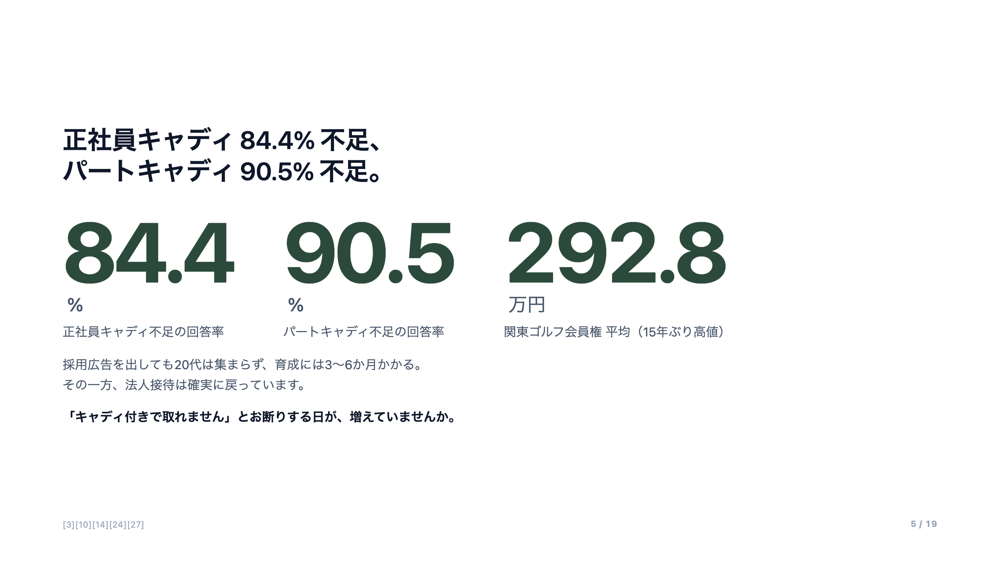 正社員キャディ 84.4% 不足、
パートキャディ 90.5% 不足。
84.4
%
正社員キャディ不足の回答率
90.5
%
パートキャディ不足の回答率
292.8
万円
関東ゴルフ会員権 平均（15年ぶり高値）
採用広告を出しても20代は集まらず、育成には3〜6か月かかる。
その一方、法人接待は確実に戻っています。
「キャディ付きで取れません」とお断りする日が、増えていませんか。
[3][10][14][24][27]
5 / 19